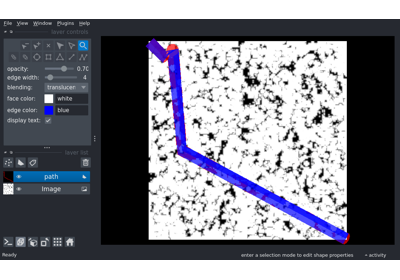 File View Window Plugins Help
layer controls
opacity: 0.70
edge width: 4
blending: translucen
face color: white
edge color: blue
display text: ✓
layer list
path
Image
Ready
enter a selection mode to edit shape properties
activity